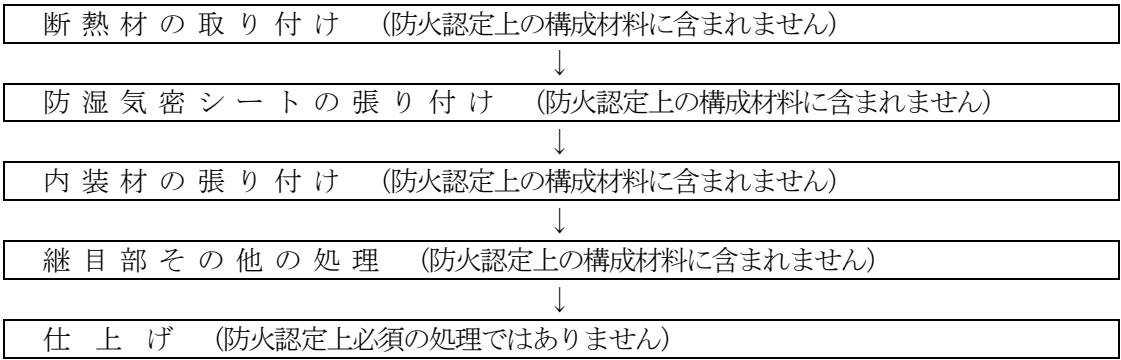 断熱材の取り付け (防火認定上の構成材料に含まれません)
↓
防湿気密シートの張り付け (防火認定上の構成材料に含まれません)
↓
内装材の張り付け (防火認定上の構成材料に含まれません)
↓
継目部その他の処理 (防火認定上の構成材料に含まれません)
↓
仕上げ (防火認定上必須の処理ではありません)